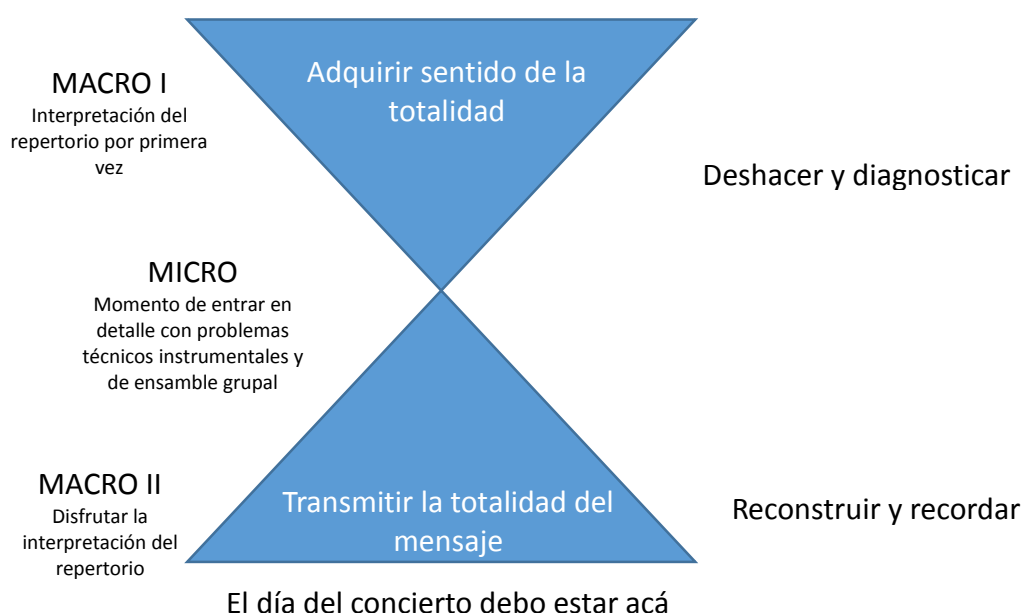 Adquirir sentido de la
totalidad
MACRO I
Interpretación del
repertorio por primera
vez
Deshacer y diagnosticar
MICRO
Momento de entrar en
detalle con problemas
técnicos instrumentales y
de ensamble grupal
MACRO II
Disfrutar la
interpretación del
repertorio
Transmitir la totalidad del
mensaje
Reconstruir y recordar
El día del concierto debo estar acá